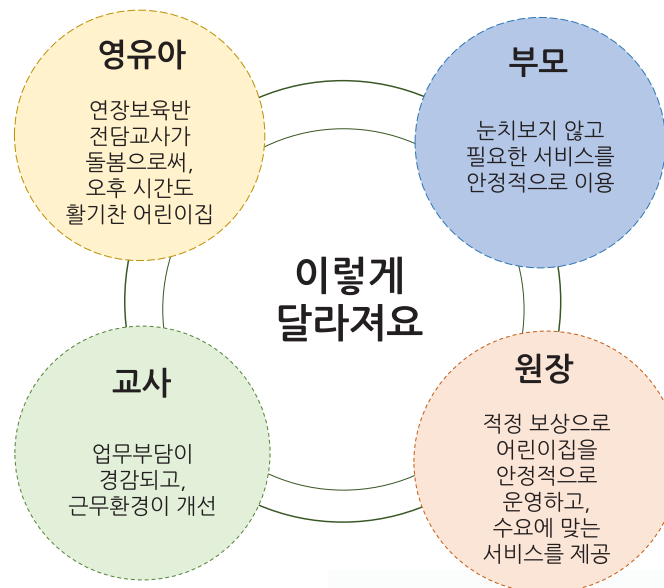 영유아
연장보육반
전담교사가
돌봄으로써,
오후 시간도
활기찬 어린이집
부모
눈치보지 않고
필요한 서비스를
안정적으로 이용
이렇게
달라져요
교사
업무부담이
경감되고,
근무환경이 개선
원장
적정 보상으로
어린이집을
안정적으로
운영하고,
수요에 맞는
서비스를 제공